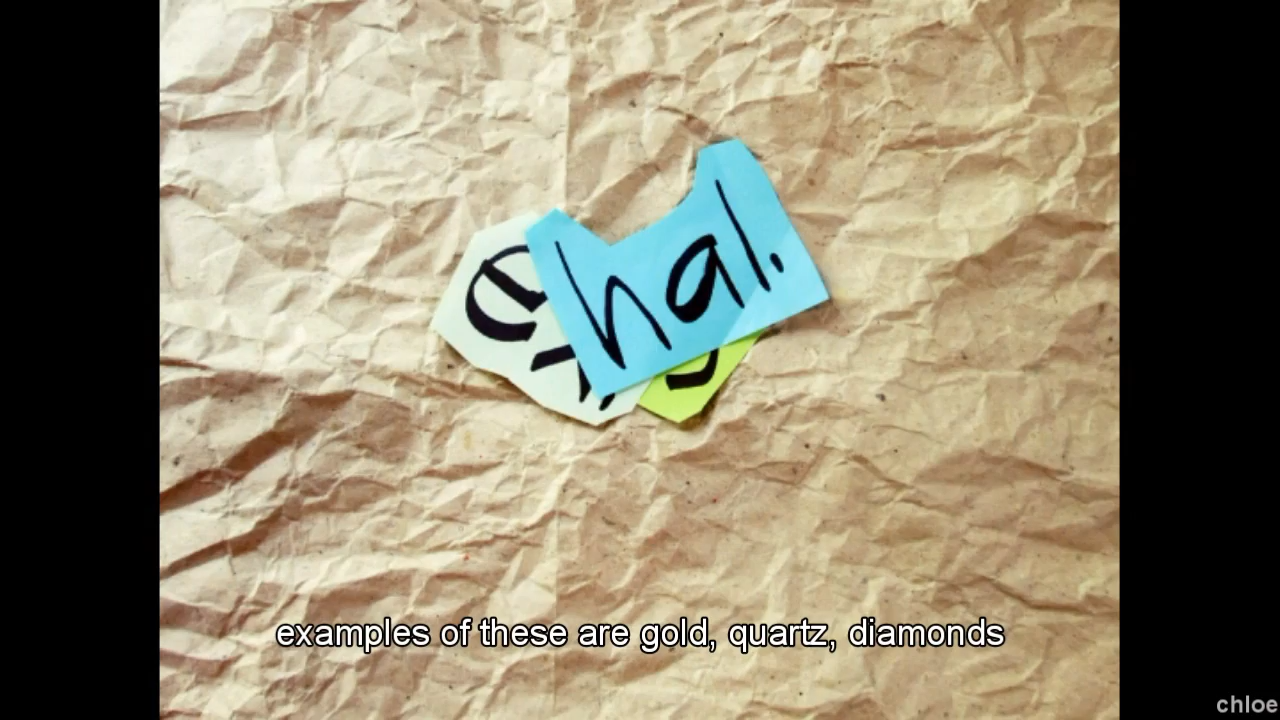 hal.
examples of these are gold, quartz, diamonds
chloe